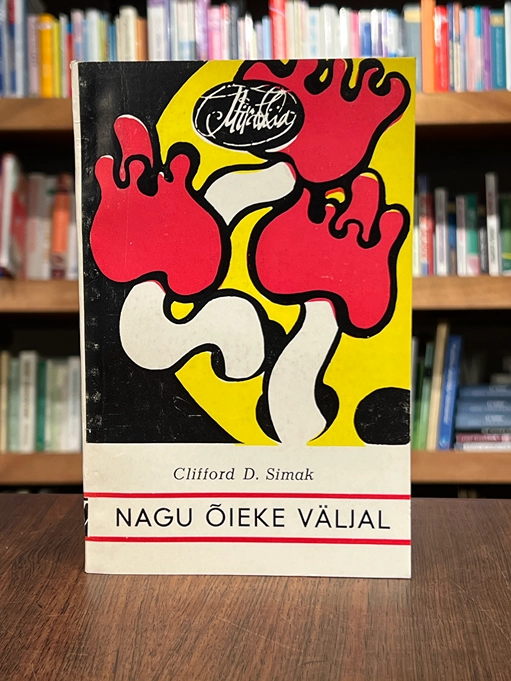 Mirabilia
Clifford D. Simak
NAGU ÕIEKE VÄLJAL